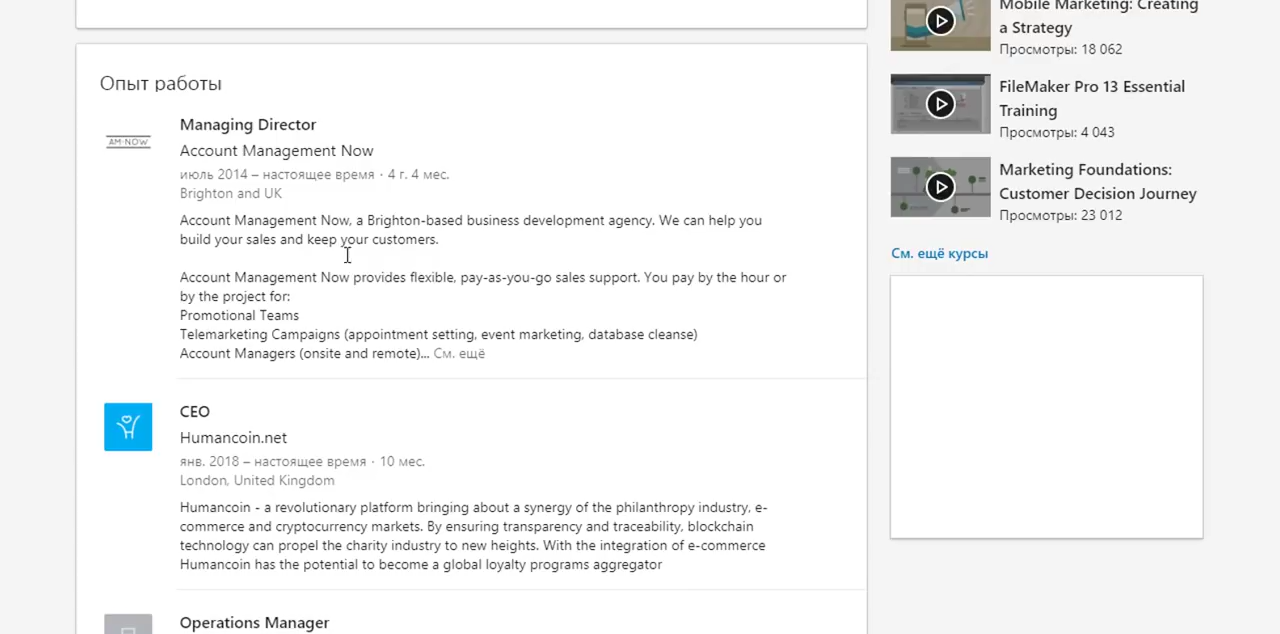 Опыт работы
AM·NOW
Managing Director
Account Management Now
июль 2014 – настоящее время · 4 г. 4 мес.
Brighton and UK
Account Management Now, a Brighton-based business development agency. We can help you
build your sales and keep your customers.
Account Management Now provides flexible, pay-as-you-go sales support. You pay by the hour or
by the project for:
Promotional Teams
Telemarketing Campaigns (appointment setting, event marketing, database cleanse)
Account Managers (onsite and remote)... См. ещё
CEO
Humancoin.net
янв. 2018 – настоящее время · 10 мес.
London, United Kingdom
Humancoin - a revolutionary platform bringing about a synergy of the philanthropy industry, e-
commerce and cryptocurrency markets. By ensuring transparency and traceability, blockchain
technology can propel the charity industry to new heights. With the integration of e-commerce
Humancoin has the potential to become a global loyalty programs aggregator
Operations Manager
Mobile Marketing: Creating
a Strategy
Просмотры: 18 062
FileMaker Pro 13 Essential
Training
Просмотры: 4 043
Marketing Foundations:
Customer Decision Journey
Просмотры: 23 012
См. ещё курсы